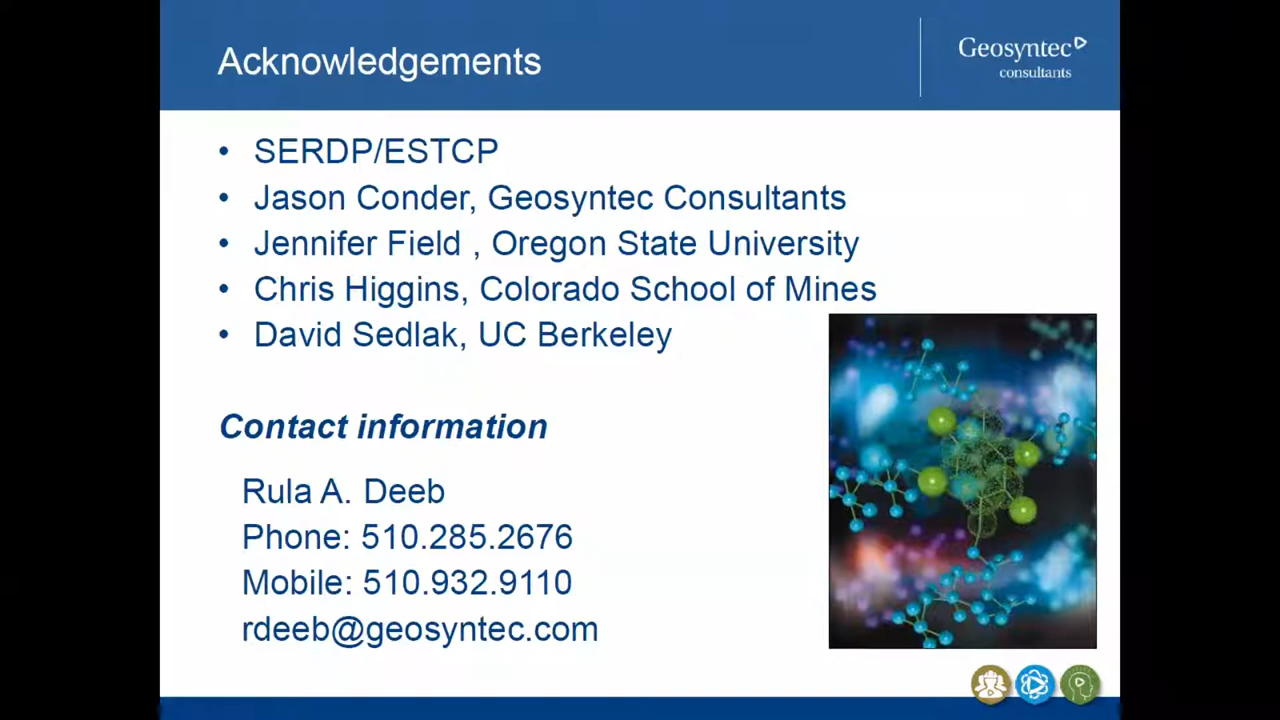 Acknowledgements
Geosyntec
consultants
• SERDP/ESTCP
• Jason Conder, Geosyntec Consultants
• Jennifer Field , Oregon State University
• Chris Higgins, Colorado School of Mines
• David Sedlak, UC Berkeley
Contact information
Rula A. Deeb
Phone: 510.285.2676
Mobile: 510.932.9110
rdeeb@geosyntec.com